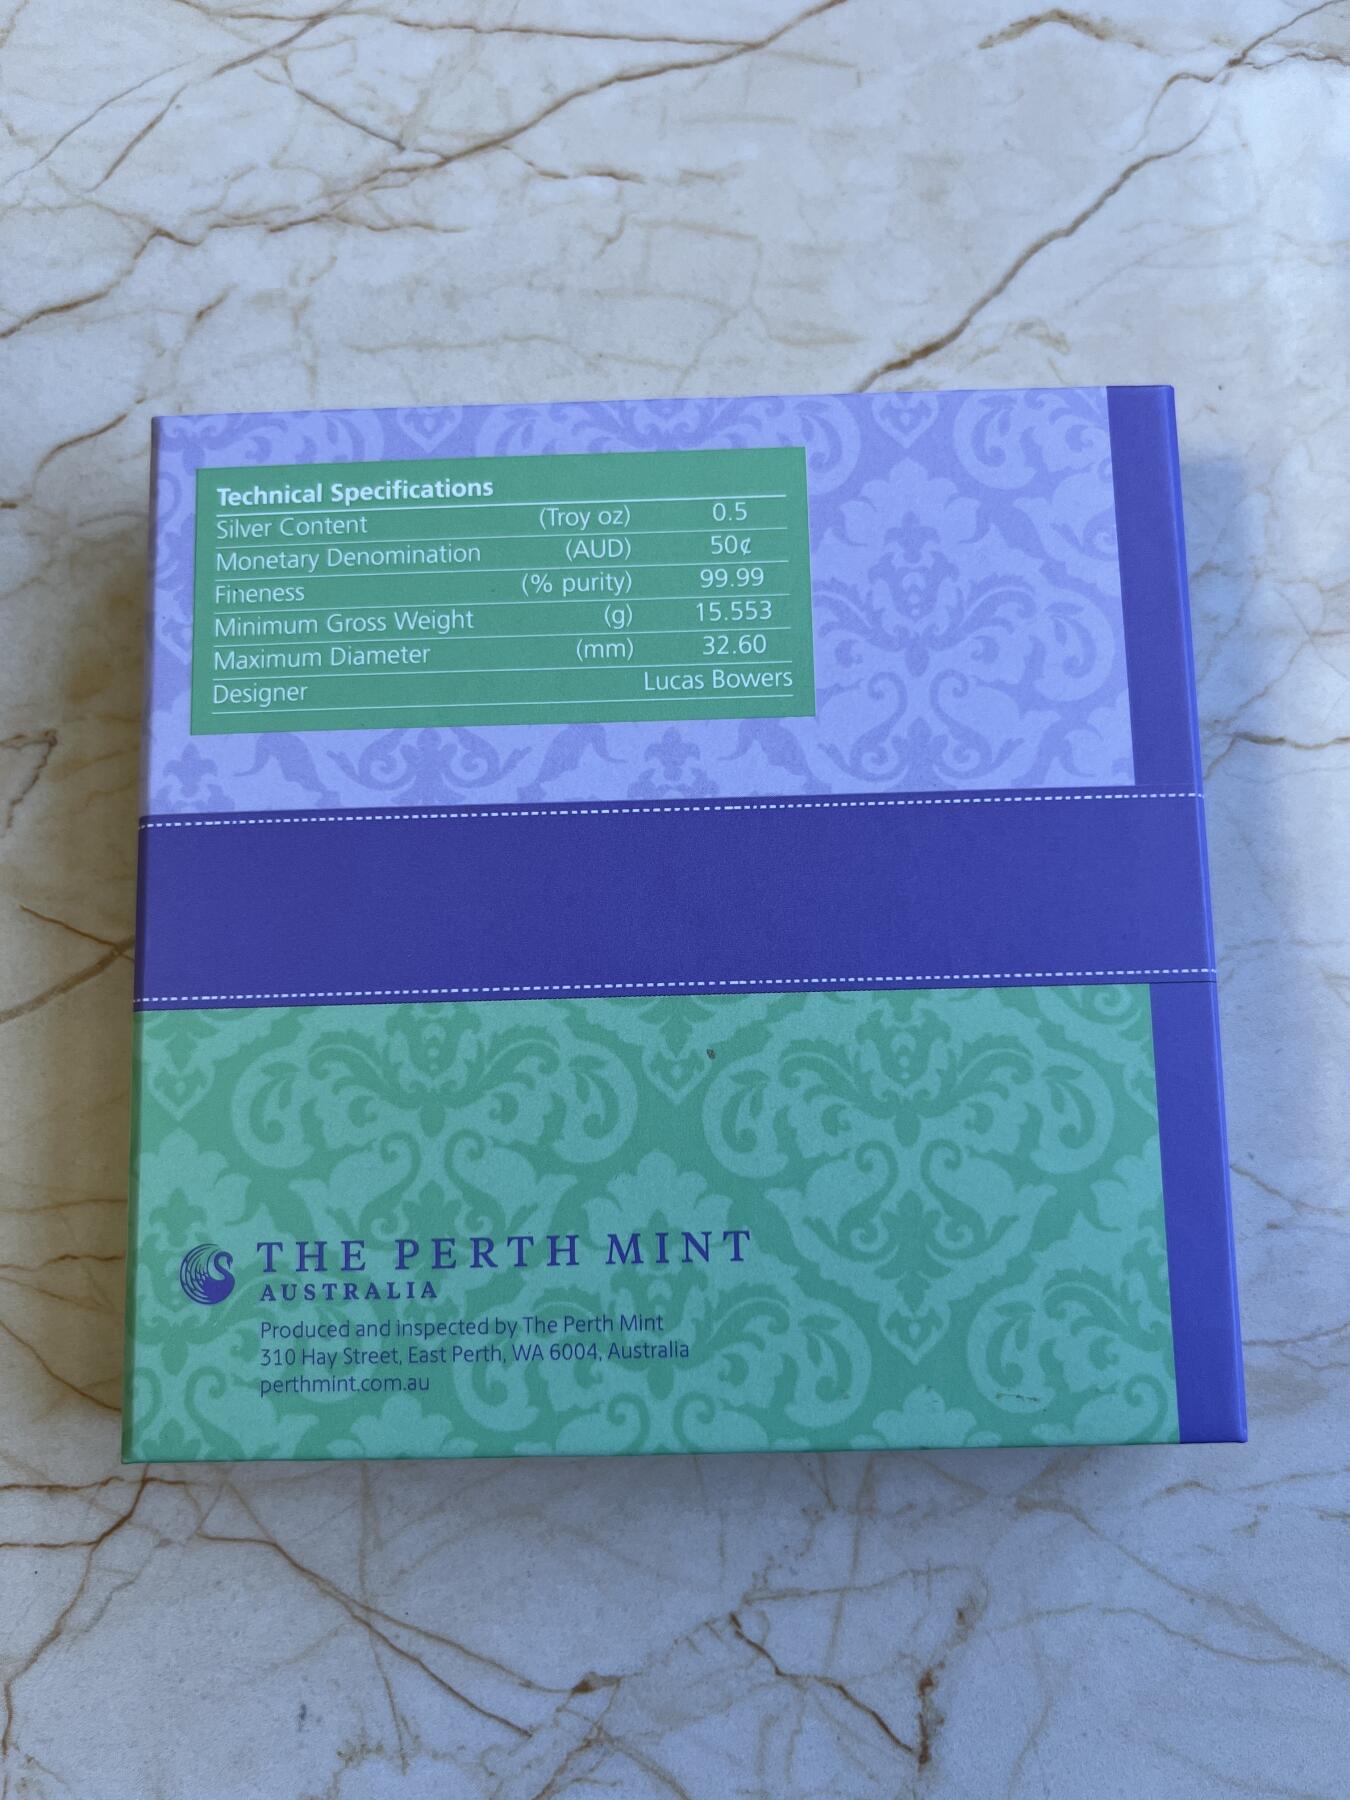 Technical Specifications
Silver Content (Troy oz) 0.5
Monetary Denomination (AUD) 50¢
Fineness (% purity) 99.99
Minimum Gross Weight (g) 15.553
Maximum Diameter (mm) 32.60
Designer Lucas Bowers
THE PERTH MINT
AUSTRALIA
Produced and inspected by The Perth Mint
310 Hay Street, East Perth, WA 6004, Australia
perthmint.com.au